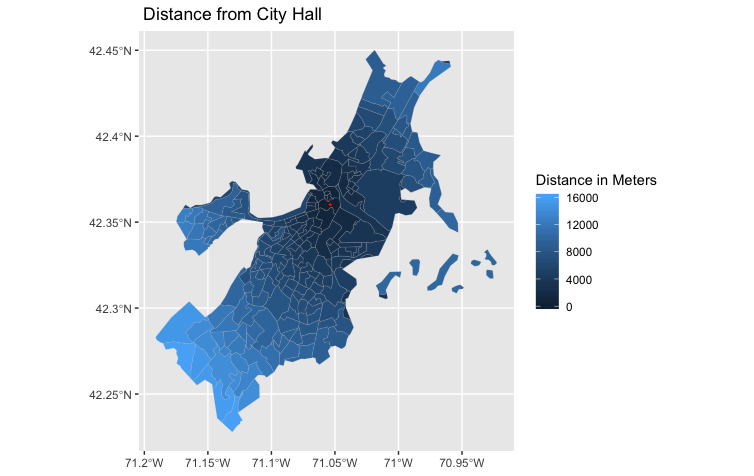 Distance from City Hall
42.45°N
42.4°N
42.35°N
42.3°N
42.25°N
71.2°W 71.15°W 71.1°W 71.05°W 71°W 70.95°W
Distance in Meters
16000
12000
8000
4000
0